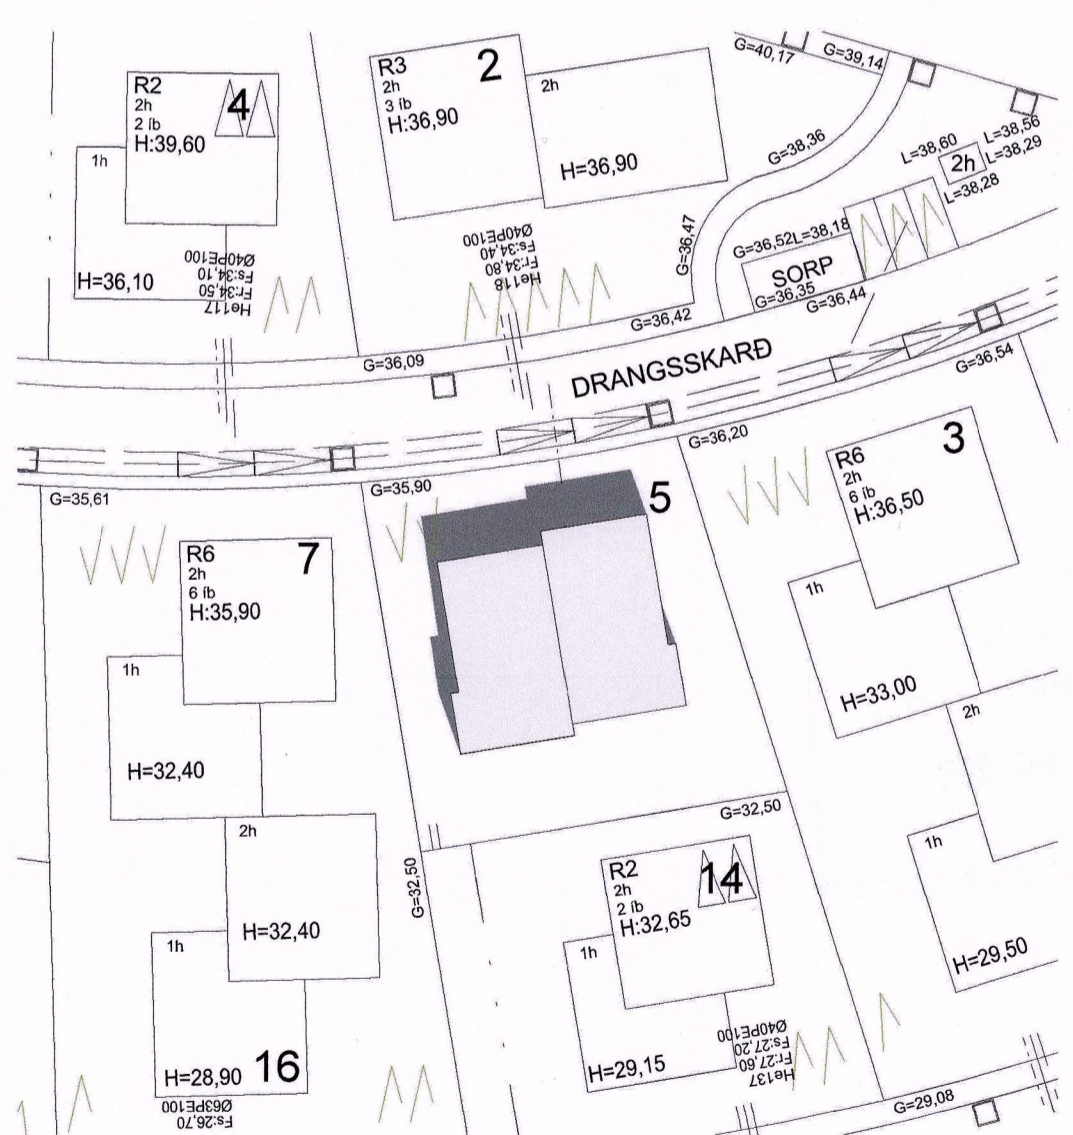 R2
2h
2 íb
H:39,60
4
1h
H=36,10
Ø40PE100
Fs:34,10
Fr:34,50
He117
R3
2h
3 íb
H:36,90
2
2h
H=36,90
Ø40PE100
Fs:34,40
Fr:34,80
He118
G=40,17
G=39,14
G=38,36
L=38,60
L=38,56
L=38,29
2h
L=38,28
G=36,47
G=36,52
L=38,18
SORP
G=36,35
G=36,44
G=36,42
G=36,09
DRANGSSKARÐ
G=36,54
G=36,20
G=35,61
G=35,90
5
R6
2h
6 íb
H:36,50
3
1h
H=33,00
2h
1h
H=29,50
R6
2h
6 íb
H:35,90
7
1h
H=32,40
2h
H=32,40
1h
H=28,90
16
Ø63PE100
Fs:26,70
G=32,50
G=32,50
R2
2h
2 íb
H:32,65
14
1h
H=29,15
Ø40PE100
Fs:27,20
Fr:27,60
He137
G=29,08